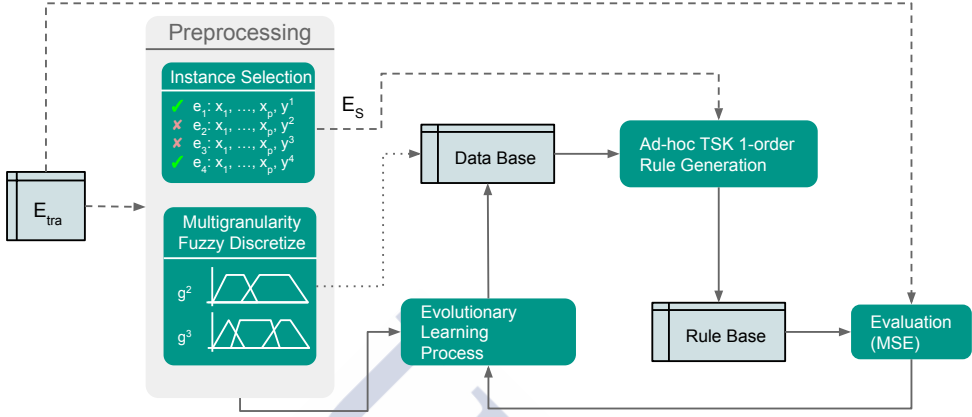 Preprocessing
Instance Selection
✓ e₁: x₁, ..., xₚ, y¹
✗ e₂: x₁, ..., xₚ, y²
✗ e₃: x₁, ..., xₚ, y³
✓ e₄: x₁, ..., xₚ, y⁴
E_S
Data Base
Ad-hoc TSK 1-order
Rule Generation
E_tra
Multigranularity
Fuzzy Discretize
g²
g³
Evolutionary
Learning
Process
Rule Base
Evaluation
(MSE)